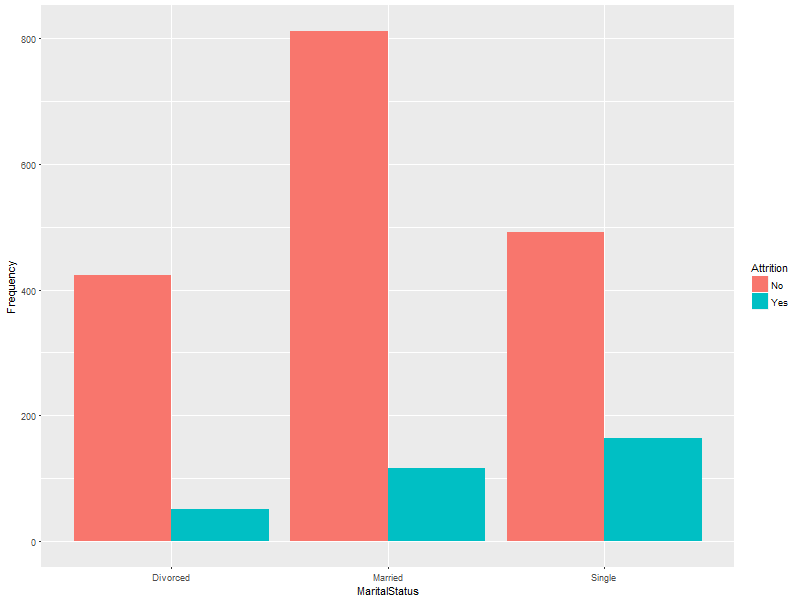 800
600
400
200
0
Frequency
Divorced Married Single
MaritalStatus
Attrition
No
Yes